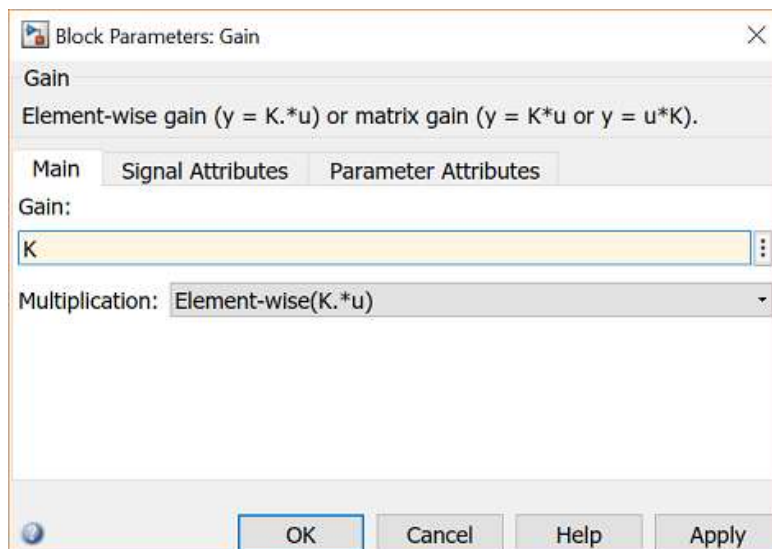 Block Parameters: Gain
Gain
Element-wise gain (y = K.*u) or matrix gain (y = K*u or y = u*K).
Main Signal Attributes Parameter Attributes
Gain:
K
Multiplication: Element-wise(K.*u)
OK Cancel Help Apply